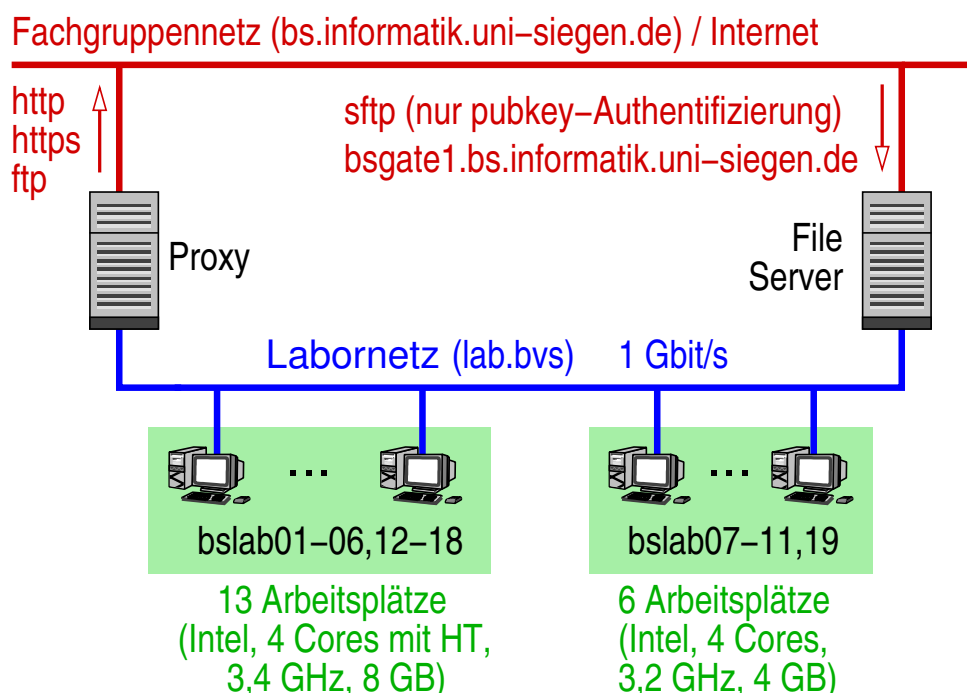 Fachgruppennetz (bs.informatik.uni−siegen.de) / Internet
http
https
ftp
sftp (nur pubkey−Authentifizierung)
bsgate1.bs.informatik.uni−siegen.de
Proxy
File
Server
Labornetz (lab.bvs) 1 Gbit/s
...
...
bslab01−06,12−18
bslab07−11,19
13 Arbeitsplätze
(Intel, 4 Cores mit HT,
3,4 GHz, 8 GB)
6 Arbeitsplätze
(Intel, 4 Cores,
3,2 GHz, 4 GB)